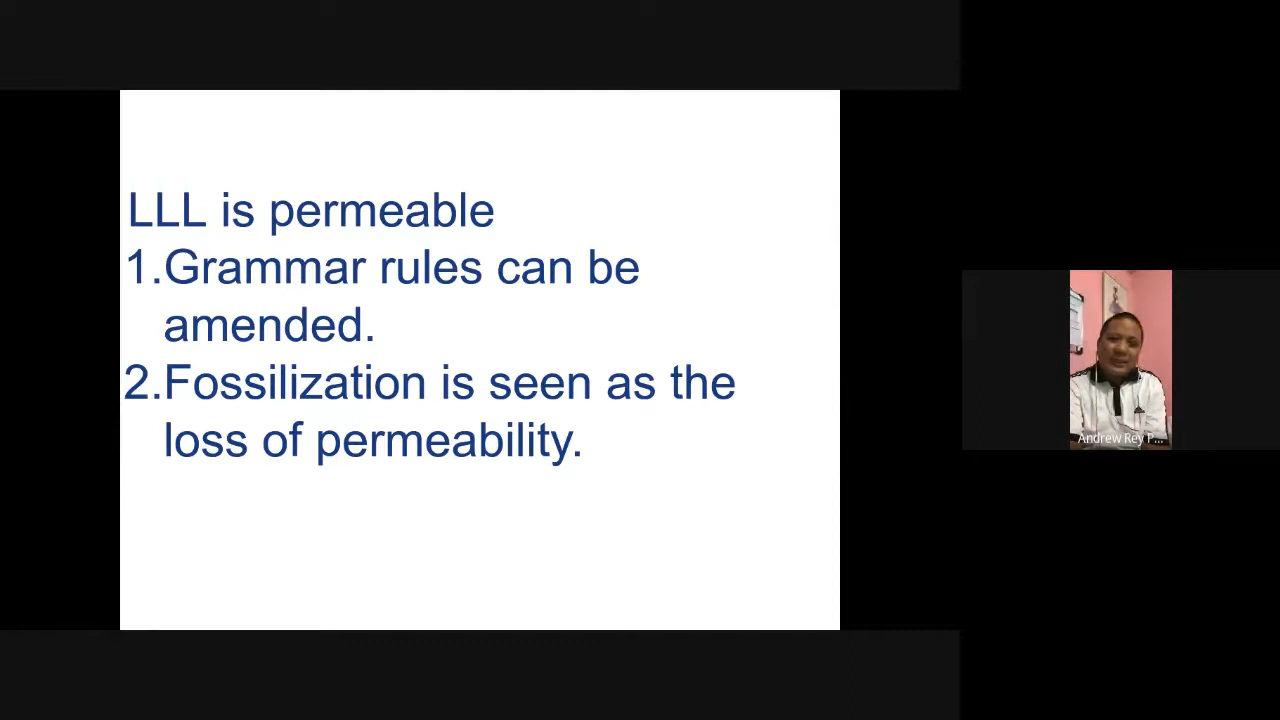 LLL is permeable
1.Grammar rules can be
amended.
2.Fossilization is seen as the
loss of permeability.
Andrew Rey P...